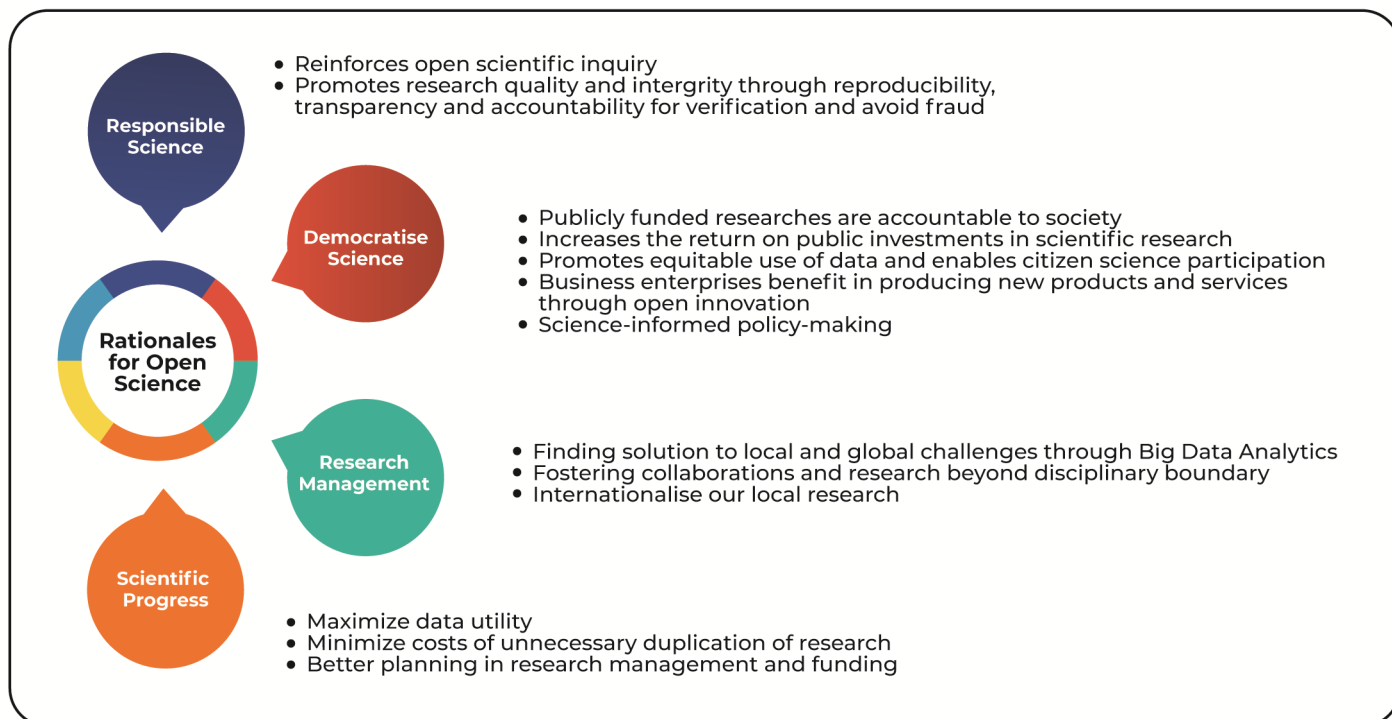 Responsible
Science
• Reinforces open scientific inquiry
• Promotes research quality and intergrity through reproducibility,
transparency and accountability for verification and avoid fraud
Democratise
Science
• Publicly funded researches are accountable to society
• Increases the return on public investments in scientific research
• Promotes equitable use of data and enables citizen science participation
• Business enterprises benefit in producing new products and services
through open innovation
• Science-informed policy-making
Rationales
for Open
Science
Research
Management
• Finding solution to local and global challenges through Big Data Analytics
• Fostering collaborations and research beyond disciplinary boundary
• Internationalise our local research
Scientific
Progress
• Maximize data utility
• Minimize costs of unnecessary duplication of research
• Better planning in research management and funding